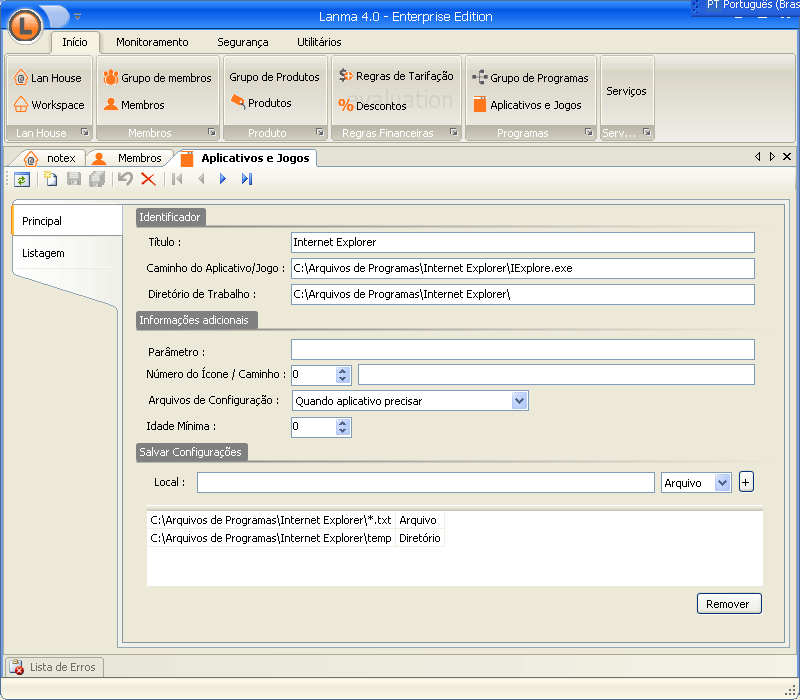 Lanma 4.0 - Enterprise Edition
PT Português (Bras
Início Monitoramento Segurança Utilitários
Lan House Grupo de membros Grupo de Produtos Regras de Tarifação Grupo de Programas Serviços
Workspace Membros Produtos Descontos Aplicativos e Jogos
evaluation
Lan House Membros Produto Regras Financeiras Programas Serv...
notex Membros Aplicativos e Jogos
Principal
Listagem
Identificador
Título : Internet Explorer
Caminho do Aplicativo/Jogo : C:\Arquivos de Programas\Internet Explorer\IExplore.exe
Diretório de Trabalho : C:\Arquivos de Programas\Internet Explorer\
Informações adicionais
Parâmetro :
Número do Ícone / Caminho : 0
Arquivos de Configuração : Quando aplicativo precisar
Idade Mínima : 0
Salvar Configurações
Local : Arquivo +
C:\Arquivos de Programas\Internet Explorer\*.txt Arquivo
C:\Arquivos de Programas\Internet Explorer\temp Diretório
Remover
Lista de Erros